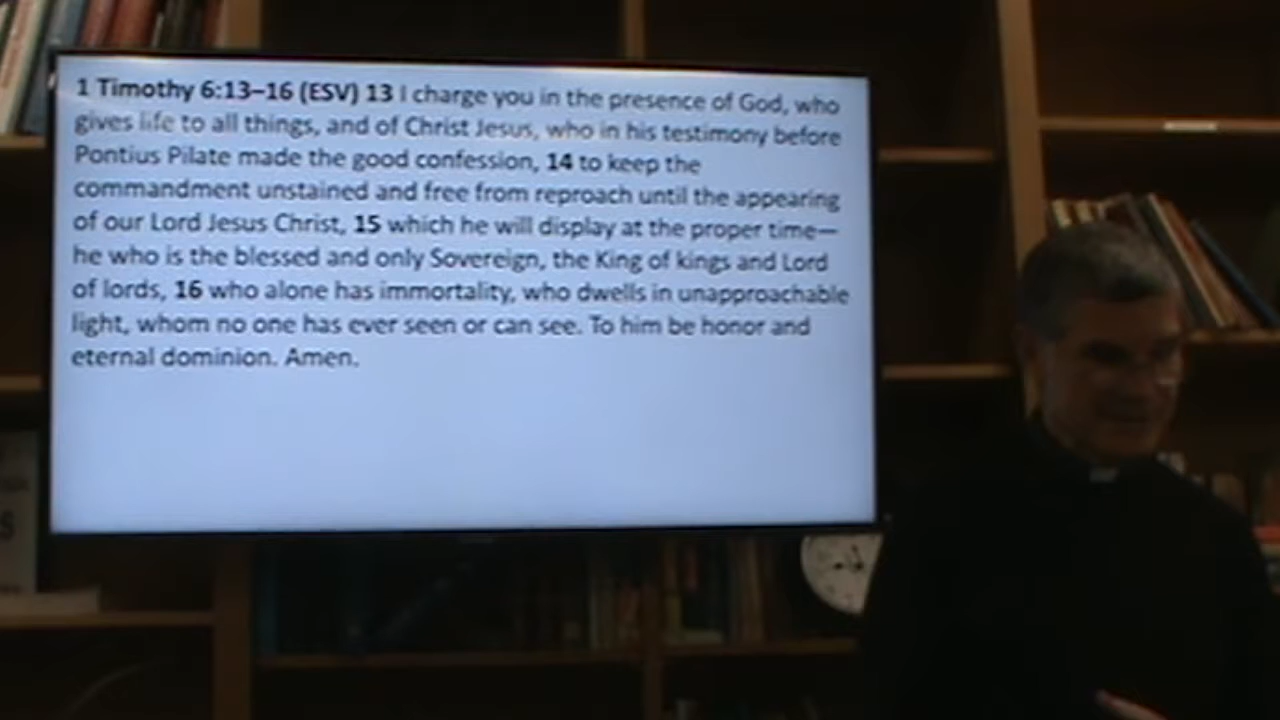 1 Timothy 6:13–16 (ESV) 13 I charge you in the presence of God, who
gives life to all things, and of Christ Jesus, who in his testimony before
Pontius Pilate made the good confession, 14 to keep the
commandment unstained and free from reproach until the appearing
of our Lord Jesus Christ, 15 which he will display at the proper time—
he who is the blessed and only Sovereign, the King of kings and Lord
of lords, 16 who alone has immortality, who dwells in unapproachable
light, whom no one has ever seen or can see. To him be honor and
eternal dominion. Amen.